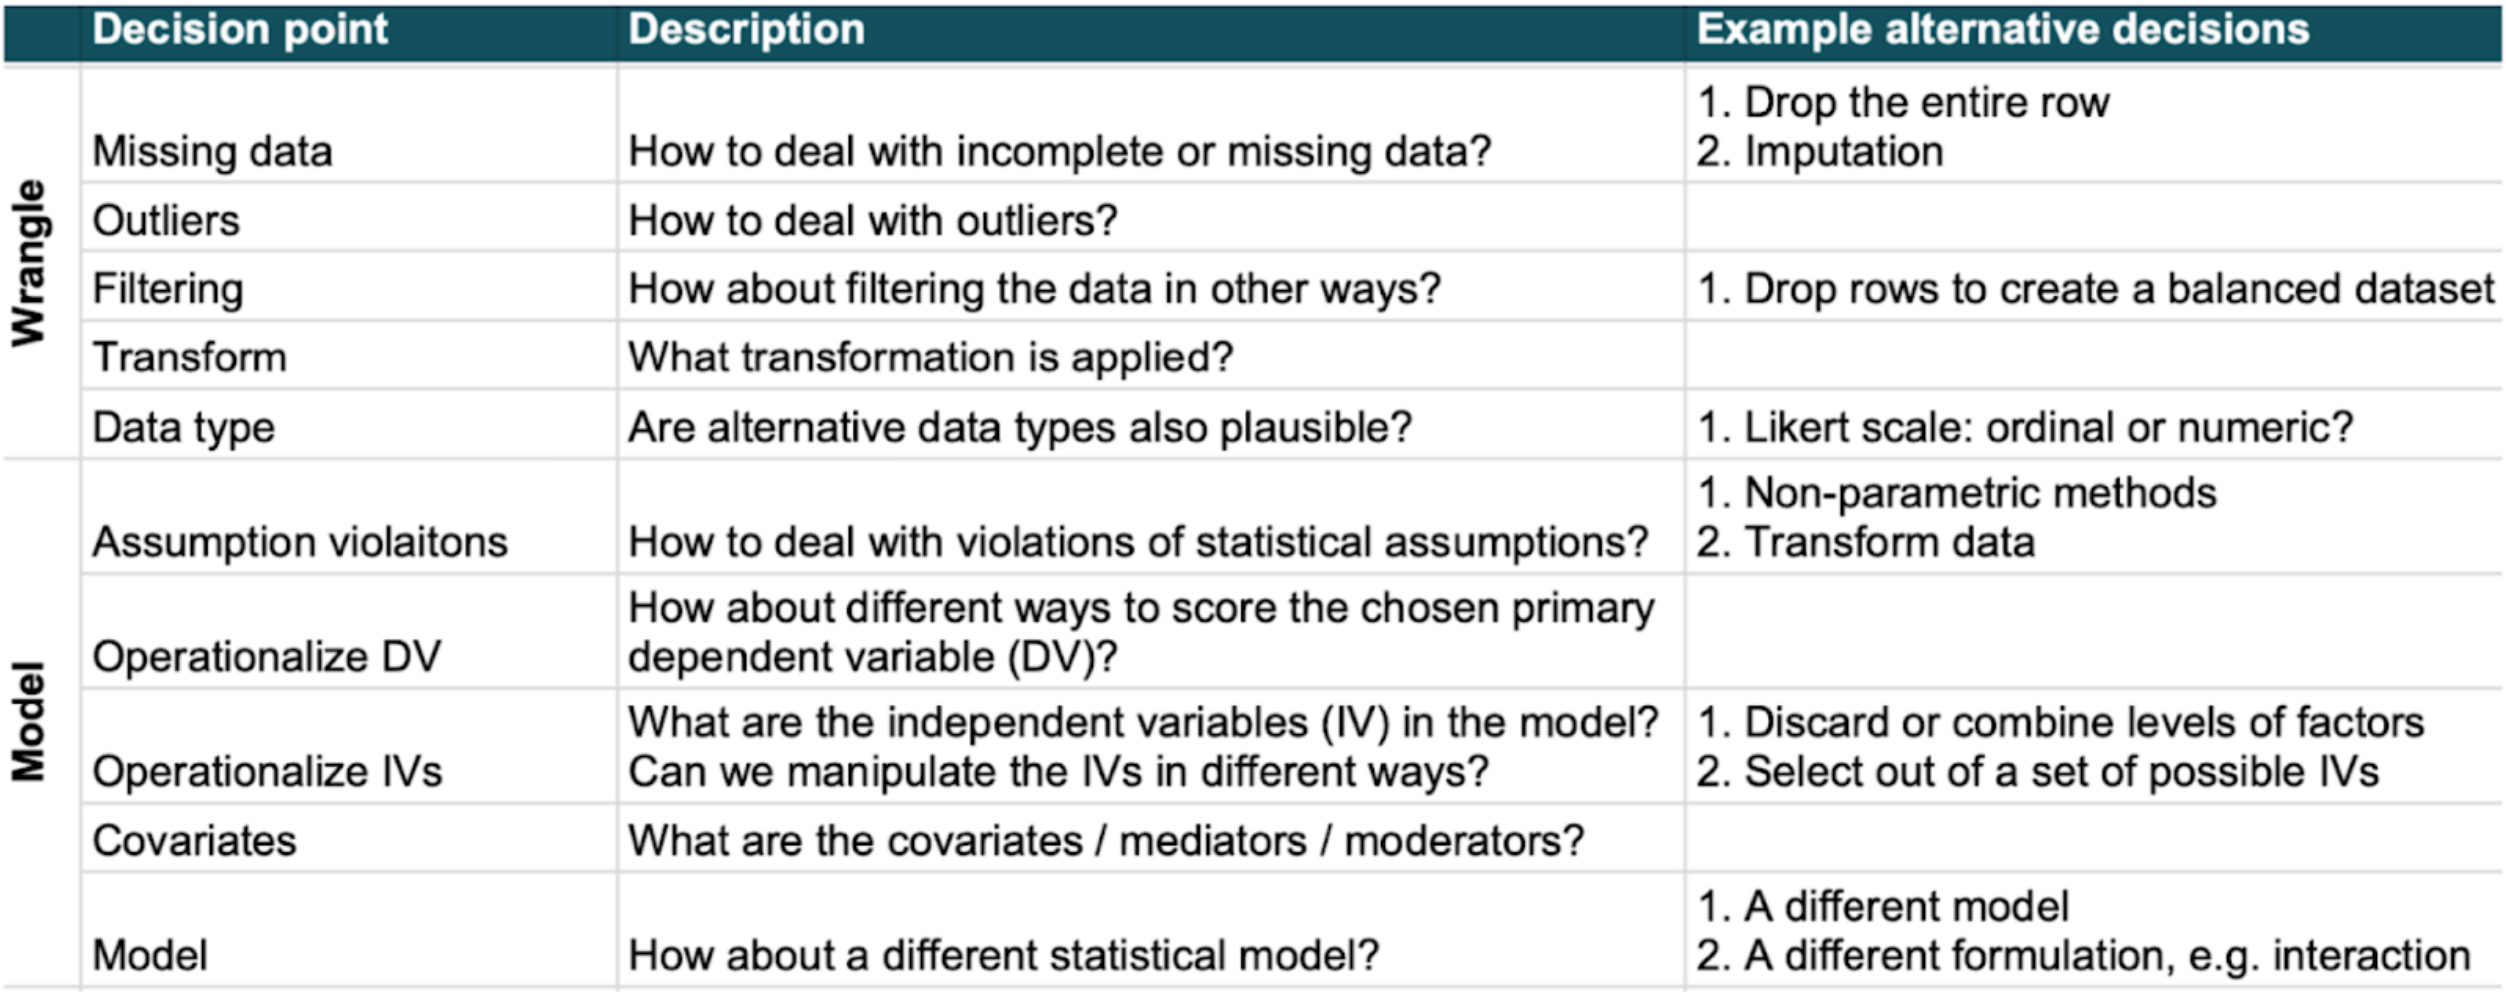 Decision point Description Example alternative decisions
Wrangle
1. Drop the entire row
Missing data How to deal with incomplete or missing data? 2. Imputation
Outliers How to deal with outliers?
Filtering How about filtering the data in other ways? 1. Drop rows to create a balanced dataset
Transform What transformation is applied?
Data type Are alternative data types also plausible? 1. Likert scale: ordinal or numeric?
Model
1. Non-parametric methods
Assumption violaitons How to deal with violations of statistical assumptions? 2. Transform data
How about different ways to score the chosen primary
Operationalize DV dependent variable (DV)?
What are the independent variables (IV) in the model? 1. Discard or combine levels of factors
Operationalize IVs Can we manipulate the IVs in different ways? 2. Select out of a set of possible IVs
Covariates What are the covariates / mediators / moderators?
1. A different model
Model How about a different statistical model? 2. A different formulation, e.g. interaction